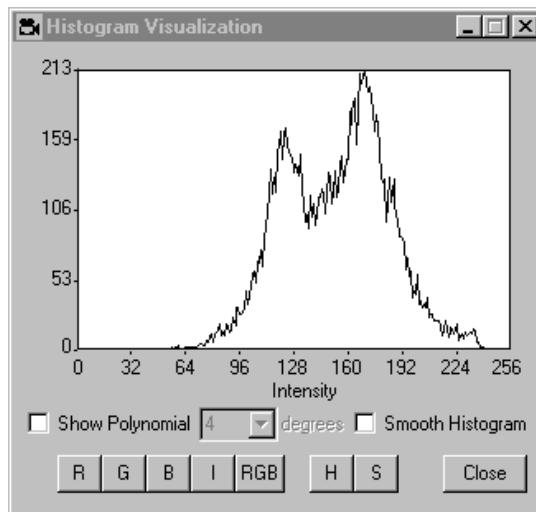 Histogram Visualization
213
159
106
53
0
0 32 64 96 128 160 192 224 256
Intensity
Show Polynomial 4 degrees Smooth Histogram
R G B I RGB H S Close